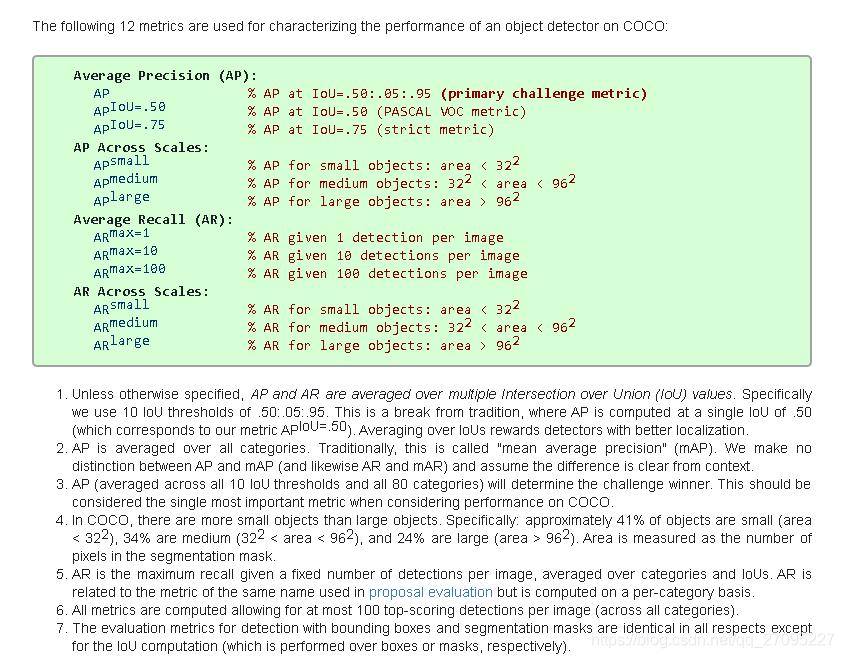 The following 12 metrics are used for characterizing the performance of an object detector on COCO:
Average Precision (AP):
AP % AP at IoU=.50:.05:.95 (primary challenge metric)
AP^IoU=.50 % AP at IoU=.50 (PASCAL VOC metric)
AP^IoU=.75 % AP at IoU=.75 (strict metric)
AP Across Scales:
AP^small % AP for small objects: area < 32^2
AP^medium % AP for medium objects: 32^2 < area < 96^2
AP^large % AP for large objects: area > 96^2
Average Recall (AR):
AR^max=1 % AR given 1 detection per image
AR^max=10 % AR given 10 detections per image
AR^max=100 % AR given 100 detections per image
AR Across Scales:
AR^small % AR for small objects: area < 32^2
AR^medium % AR for medium objects: 32^2 < area < 96^2
AR^large % AR for large objects: area > 96^2
1. Unless otherwise specified, AP and AR are averaged over multiple Intersection over Union (IoU) values. Specifically
we use 10 IoU thresholds of .50:.05:.95. This is a break from tradition, where AP is computed at a single IoU of .50
(which corresponds to our metric AP^IoU=.50). Averaging over IoUs rewards detectors with better localization.
2. AP is averaged over all categories. Traditionally, this is called "mean average precision" (mAP). We make no
distinction between AP and mAP (and likewise AR and mAR) and assume the difference is clear from context.
3. AP (averaged across all 10 IoU thresholds and all 80 categories) will determine the challenge winner. This should be
considered the single most important metric when considering performance on COCO.
4. In COCO, there are more small objects than large objects. Specifically: approximately 41% of objects are small (area
< 32^2), 34% are medium (32^2 < area < 96^2), and 24% are large (area > 96^2). Area is measured as the number of
pixels in the segmentation mask.
5. AR is the maximum recall given a fixed number of detections per image, averaged over categories and IoUs. AR is
related to the metric of the same name used in proposal evaluation but is computed on a per-category basis.
6. All metrics are computed allowing for at most 100 top-scoring detections per image (across all categories).
7. The evaluation metrics for detection with bounding boxes and segmentation masks are identical in all respects except
for the IoU computation (which is performed over boxes or masks, respectively).
https://blog.csdn.net/qq_27095227